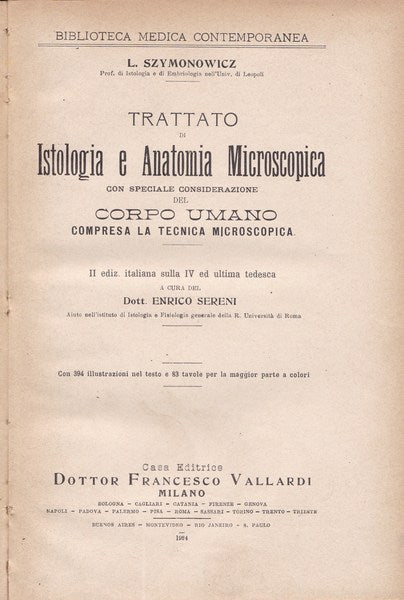 BIBLIOTECA MEDICA CONTEMPORANEA
L. SZYMONOWICZ
Prof. di Istologia e di Embriologia nell'Univ. di Leopoli
TRATTATO
DI
Istologia e Anatomia Microscopica
CON SPECIALE CONSIDERAZIONE
DEL
CORPO UMANO
COMPRESA LA TECNICA MICROSCOPICA.
II ediz. italiana sulla IV ed ultima tedesca
A CURA DEL
Dott. ENRICO SERENI
Aiuto nell'istituto di Istologia e Fisiologia generale della R. Università di Roma
Con 394 illustrazioni nel testo e 83 tavole per la maggior parte a colori
Casa Editrice
DOTTOR FRANCESCO VALLARDI
MILANO
BOLOGNA - CAGLIARI - CATANIA - FIRENZE - GENOVA
NAPOLI - PADOVA - PALERMO - PISA - ROMA - SASSARI - TORINO - TRENTO - TRIESTE
BUENOS AIRES - MONTEVIDEO - RIO JANEIRO - S. PAULO
1924